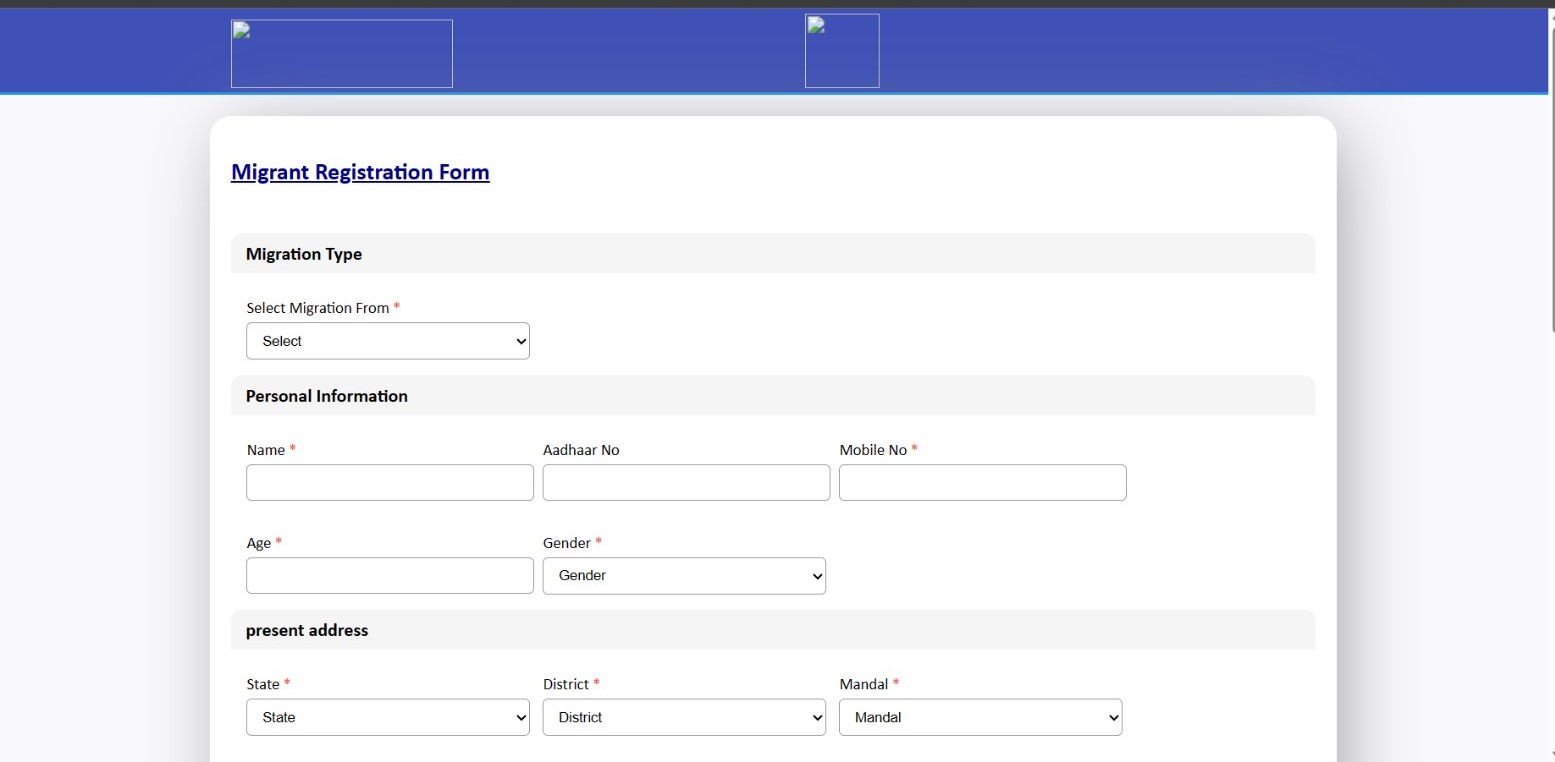 Migrant Registration Form
Migration Type
Select Migration From *
Select
Personal Information
Name * Aadhaar No Mobile No *
Age * Gender *
Gender
present address
State * District * Mandal *
State District Mandal